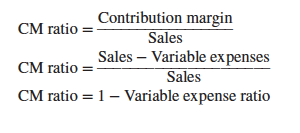 CM ratio = Contribution margin / Sales
CM ratio = Sales − Variable expenses / Sales
CM ratio = 1 − Variable expense ratio